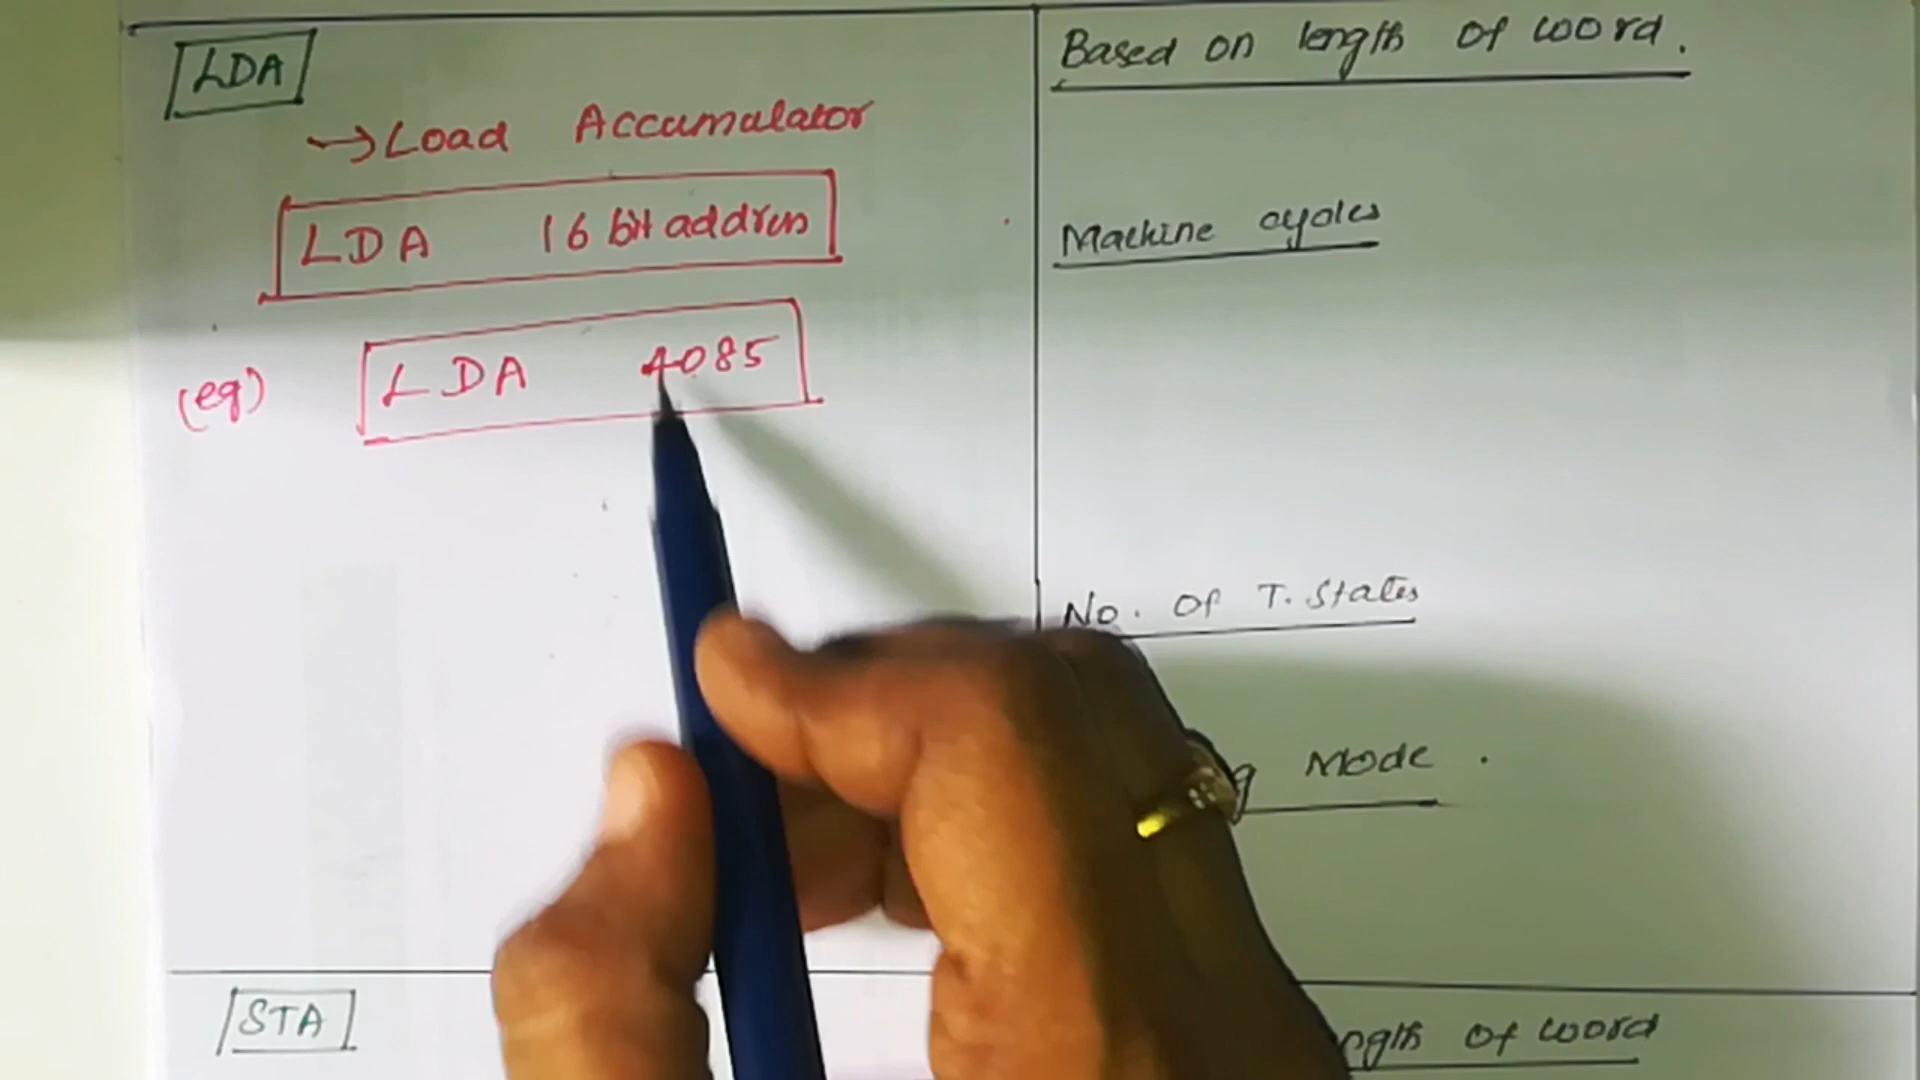 LDA
→ Load Accumulator
LDA 16 bit address
(eg) LDA 4085
Based on length of word.
Machine cycles
No. of T. States
g Mode .
STA
ngth of word